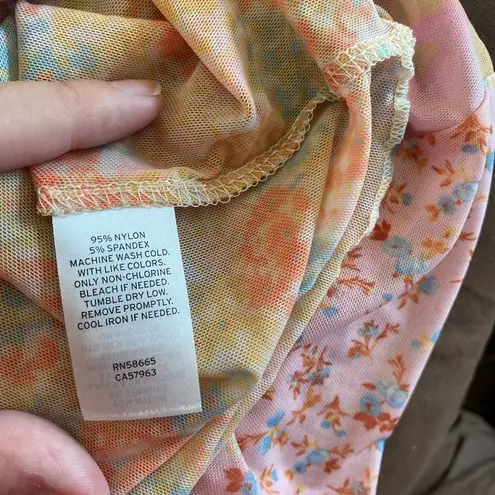 95% NYLON
5% SPANDEX
MACHINE WASH COLD.
WITH LIKE COLORS.
ONLY NON-CHLORINE
BLEACH IF NEEDED.
TUMBLE DRY LOW.
REMOVE PROMPTLY.
COOL IRON IF NEEDED.
RN58665
CA57963